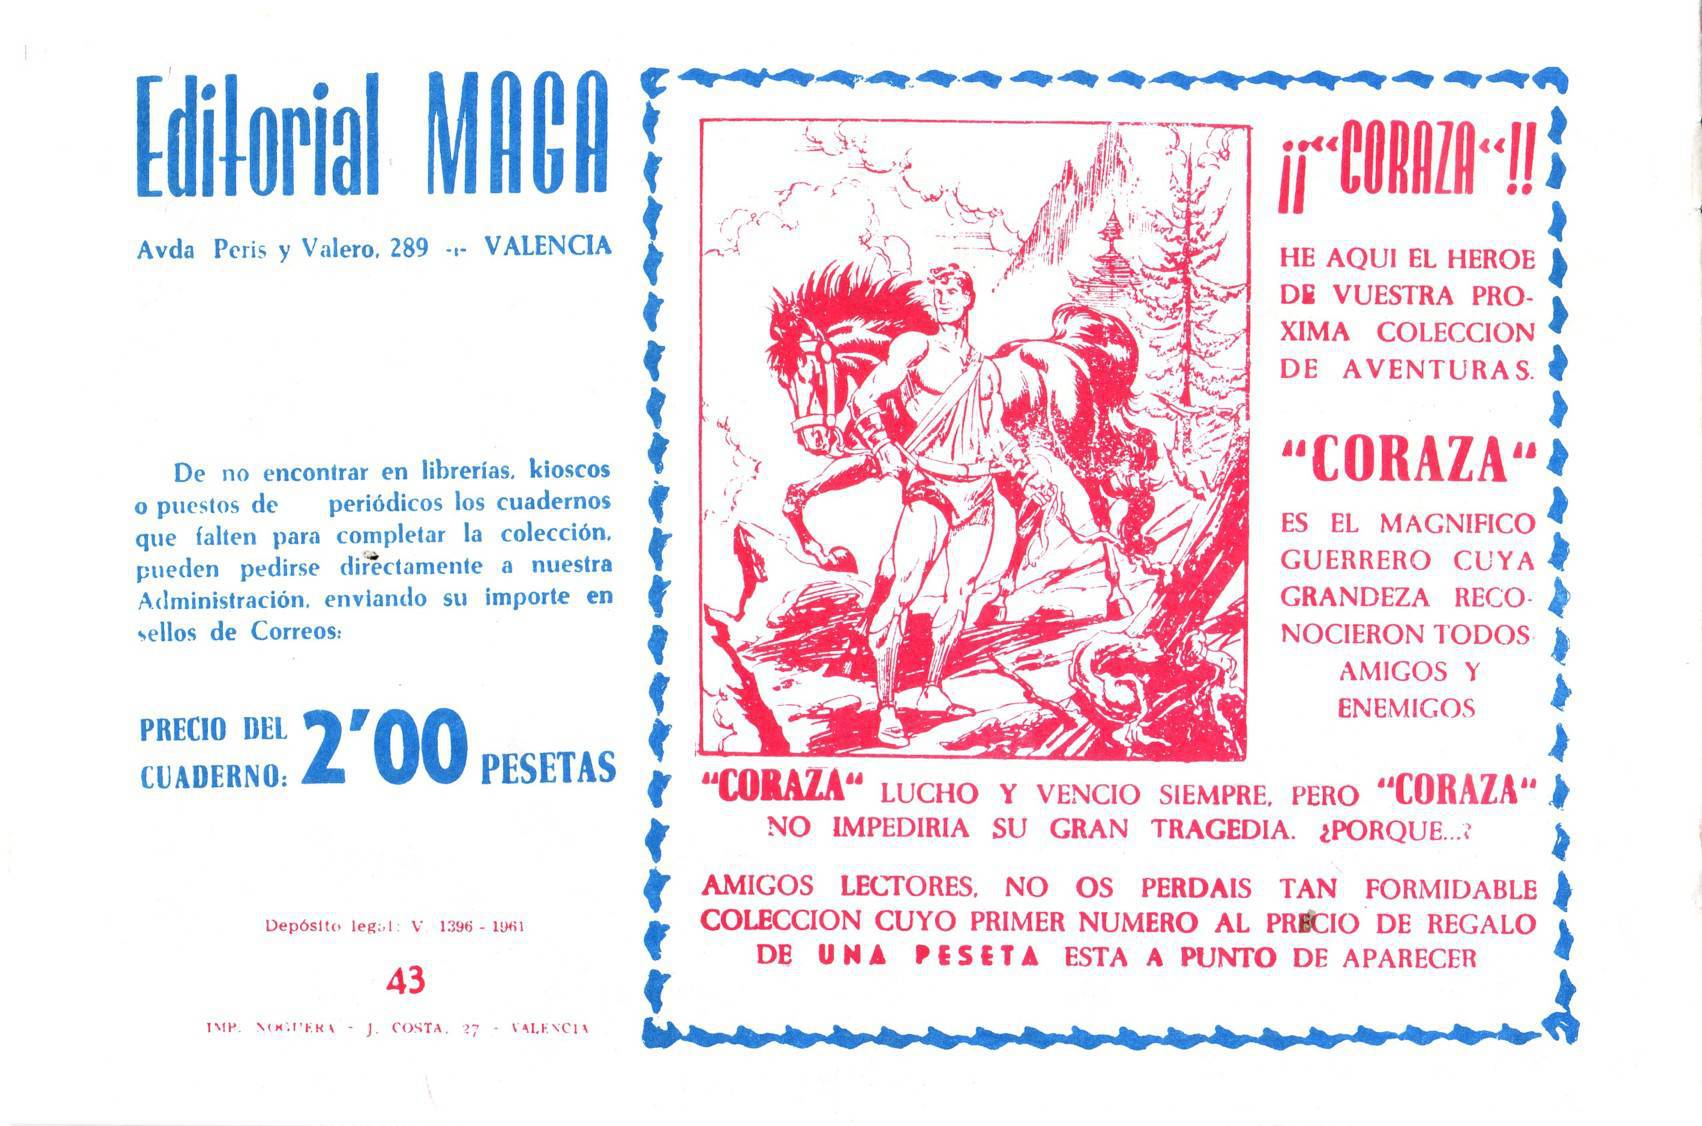 Editorial MAGA
Avda Peris y Valero, 289 -:- VALENCIA
De no encontrar en librerías, kioscos
o puestos de periódicos los cuadernos
que falten para completar la colección,
pueden pedirse directamente a nuestra
Administración, enviando su importe en
sellos de Correos:
PRECIO DEL
CUADERNO: 2'00 PESETAS
Depósito legal: V. 1396 - 1961
43
IMP. NOGUERA - J. COSTA, 27 - VALENCIA
¡¡“CORAZA“!!
HE AQUI EL HEROE
DE VUESTRA PRO-
XIMA COLECCION
DE AVENTURAS.
“CORAZA“
ES EL MAGNIFICO
GUERRERO CUYA
GRANDEZA RECO-
NOCIERON TODOS
AMIGOS Y
ENEMIGOS
“CORAZA“ LUCHO Y VENCIO SIEMPRE, PERO “CORAZA“
NO IMPEDIRIA SU GRAN TRAGEDIA. ¿PORQUE...?
AMIGOS LECTORES, NO OS PERDAIS TAN FORMIDABLE
COLECCION CUYO PRIMER NUMERO AL PRECIO DE REGALO
DE UNA PESETA ESTA A PUNTO DE APARECER